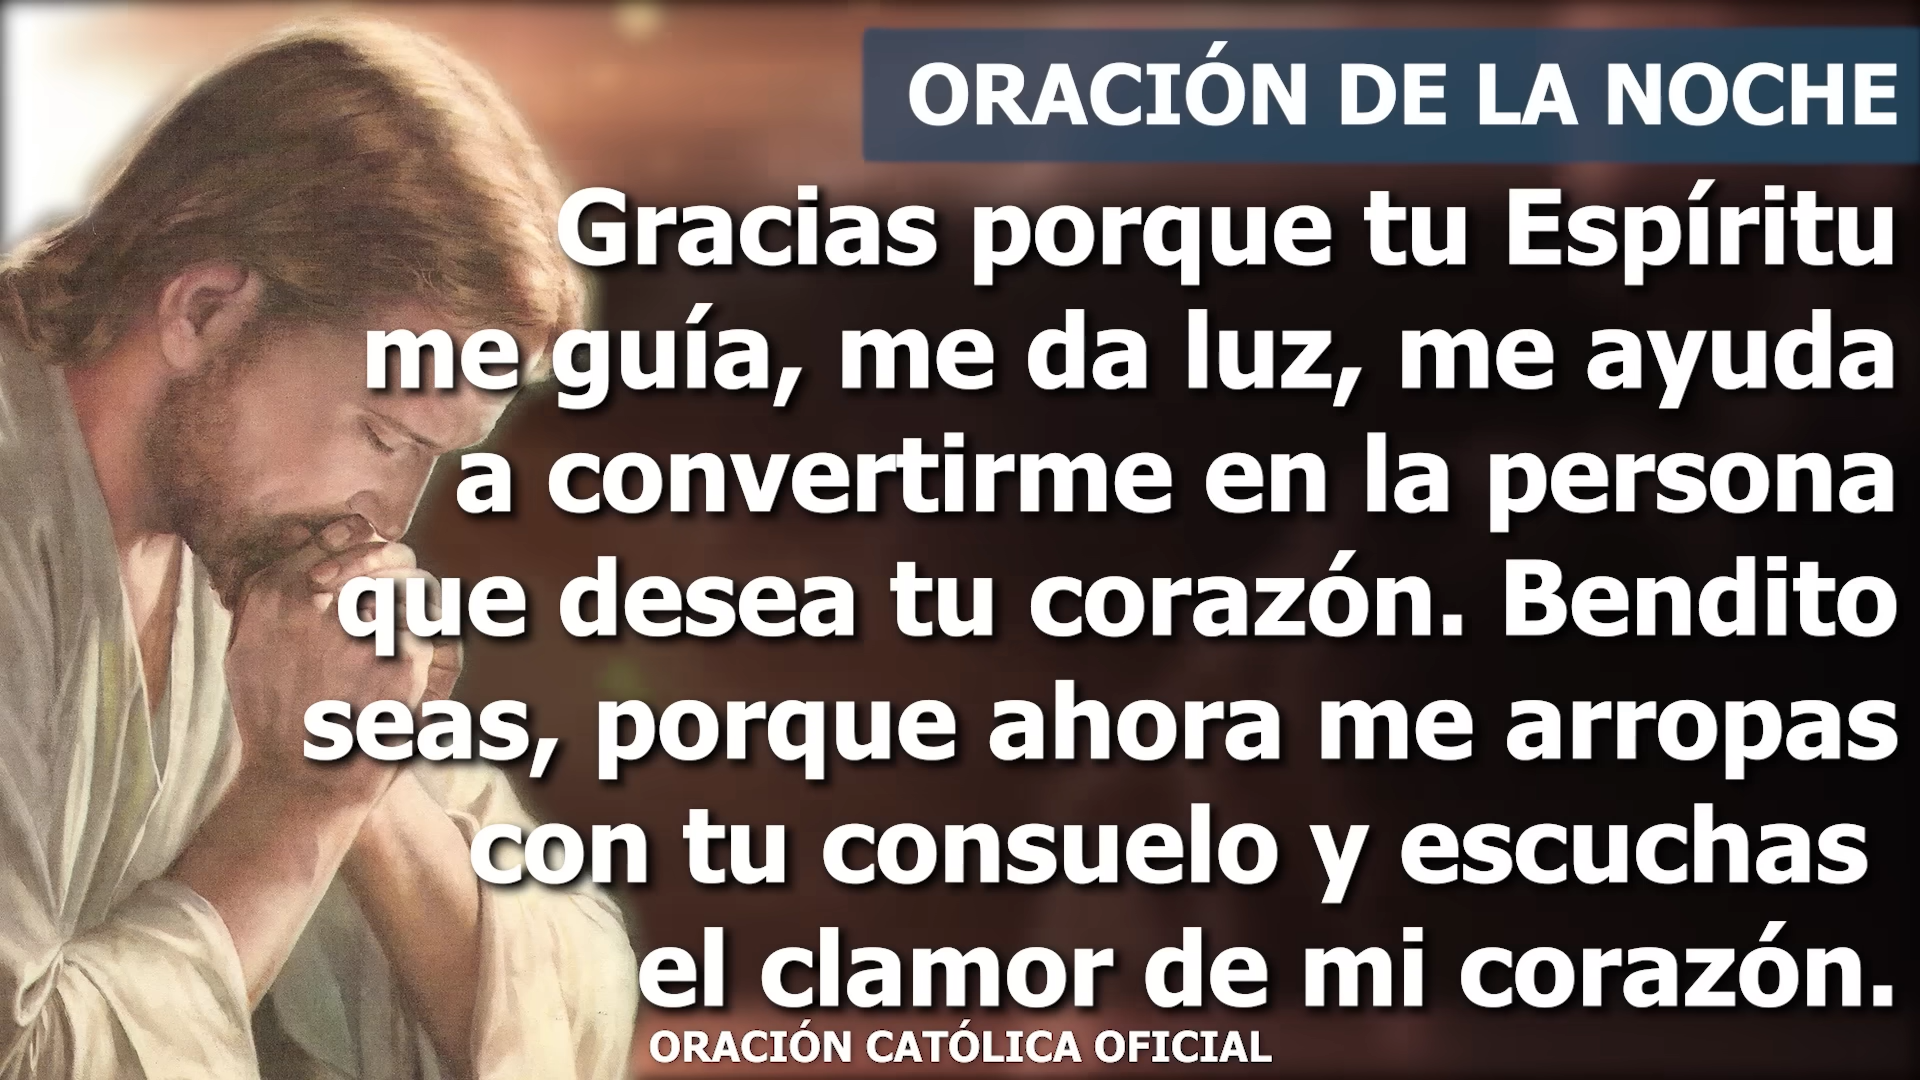 ORACIÓN DE LA NOCHE
Gracias porque tu Espíritu
me guía, me da luz, me ayuda
a convertirme en la persona
que desea tu corazón. Bendito
seas, porque ahora me arropas
con tu consuelo y escuchas
el clamor de mi corazón.
ORACIÓN CATÓLICA OFICIAL